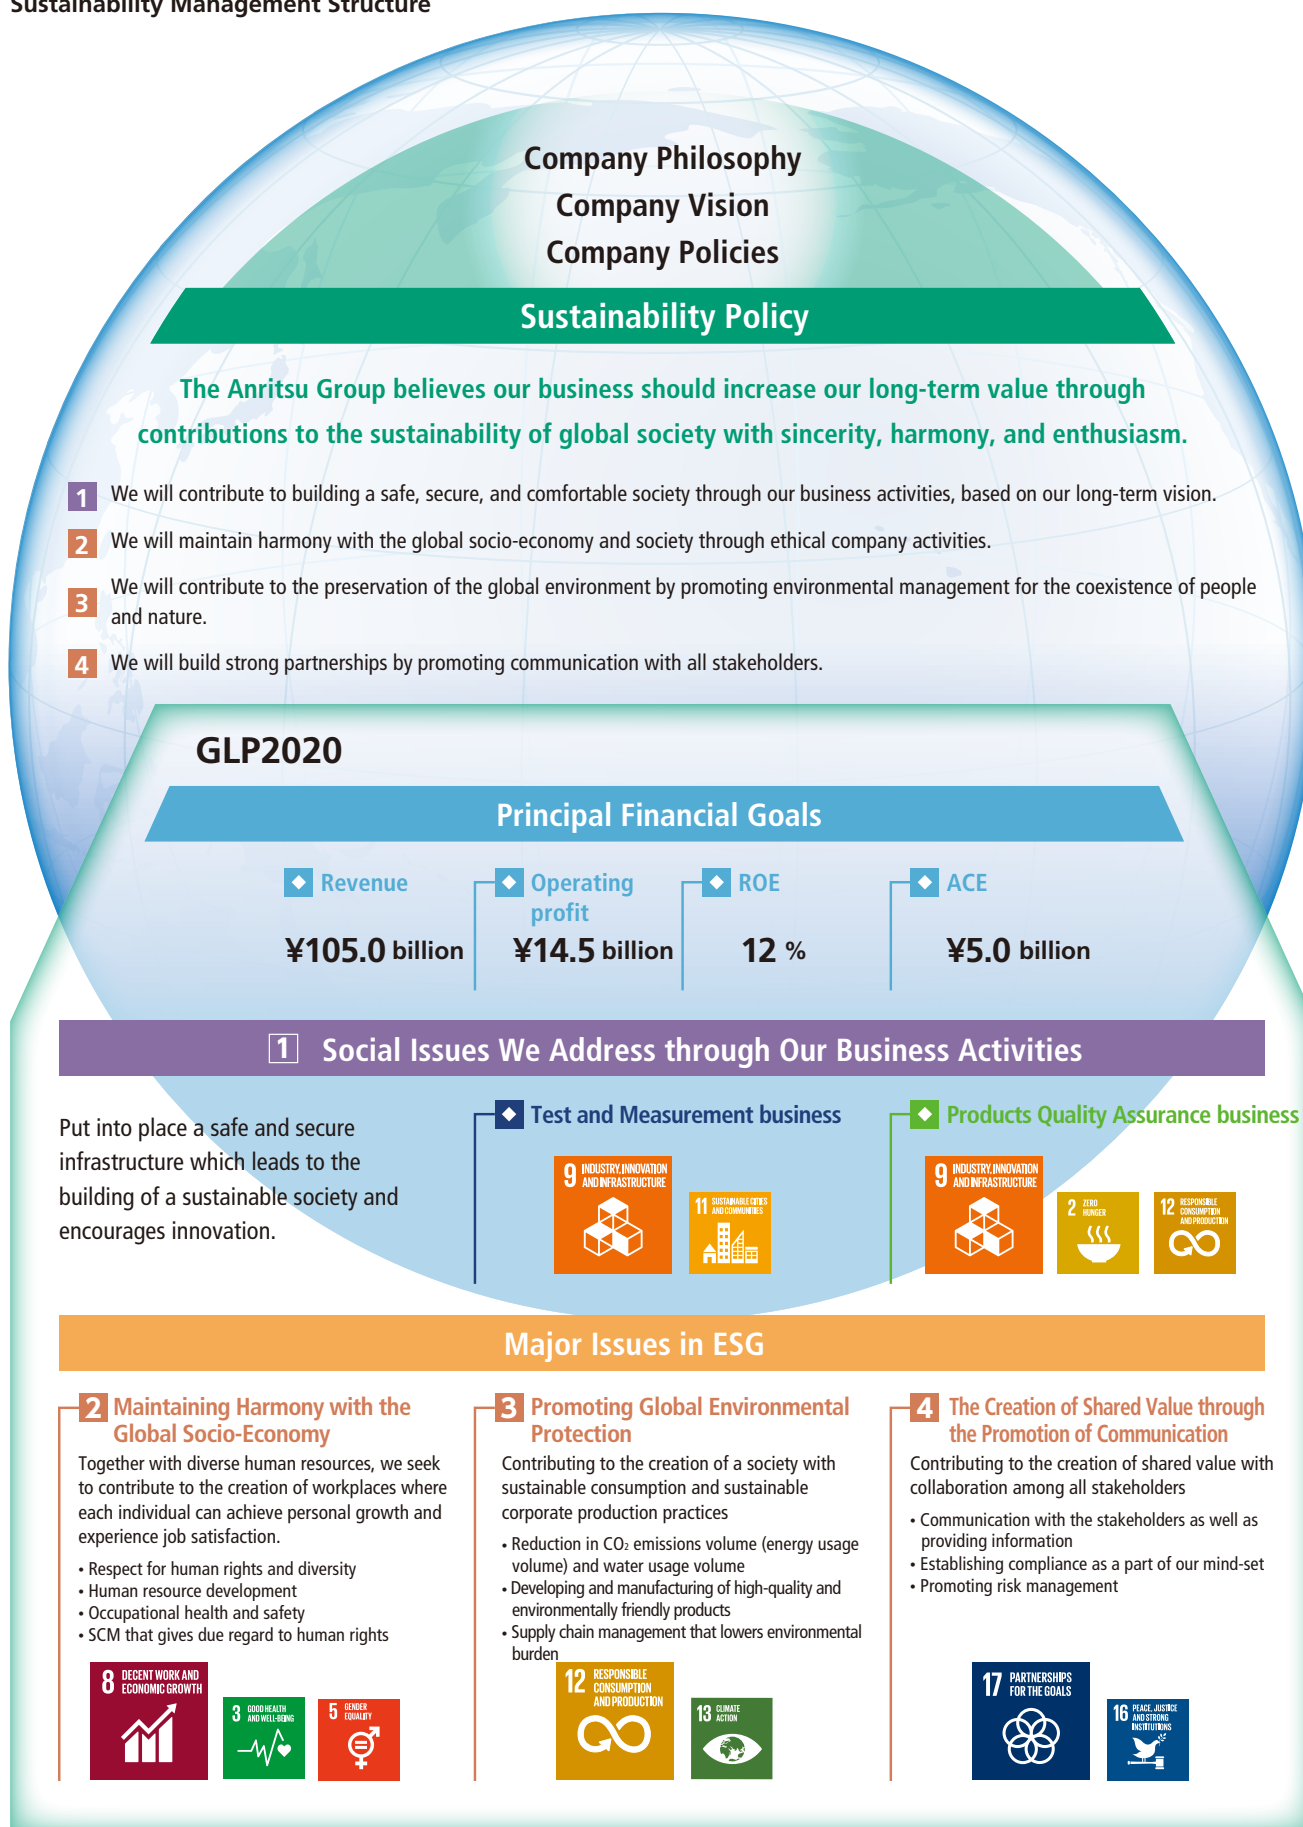 Sustainability Management Structure
Company Philosophy
Company Vision
Company Policies
Sustainability Policy
The Anritsu Group believes our business should increase our long-term value through
contributions to the sustainability of global society with sincerity, harmony, and enthusiasm.
1 We will contribute to building a safe, secure, and comfortable society through our business activities, based on our long-term vision.
2 We will maintain harmony with the global socio-economy and society through ethical company activities.
3 We will contribute to the preservation of the global environment by promoting environmental management for the coexistence of people
and nature.
4 We will build strong partnerships by promoting communication with all stakeholders.
GLP2020
Principal Financial Goals
Revenue
¥105.0 billion
Operating
profit
¥14.5 billion
ROE
12 %
ACE
¥5.0 billion
1 Social Issues We Address through Our Business Activities
Put into place a safe and secure
infrastructure which leads to the
building of a sustainable society and
encourages innovation.
Test and Measurement business
9 INDUSTRY, INNOVATION
AND INFRASTRUCTURE
11 SUSTAINABLE CITIES
AND COMMUNITIES
Products Quality Assurance business
9 INDUSTRY, INNOVATION
AND INFRASTRUCTURE
2 ZERO
HUNGER
12 RESPONSIBLE
CONSUMPTION
AND PRODUCTION
Major Issues in ESG
2 Maintaining Harmony with the
Global Socio-Economy
Together with diverse human resources, we seek
to contribute to the creation of workplaces where
each individual can achieve personal growth and
experience job satisfaction.
• Respect for human rights and diversity
• Human resource development
• Occupational health and safety
• SCM that gives due regard to human rights
8 DECENT WORK AND
ECONOMIC GROWTH
3 GOOD HEALTH
AND WELL-BEING
5 GENDER
EQUALITY
3 Promoting Global Environmental
Protection
Contributing to the creation of a society with
sustainable consumption and sustainable
corporate production practices
• Reduction in CO₂ emissions volume (energy usage
volume) and water usage volume
• Developing and manufacturing of high-quality and
environmentally friendly products
• Supply chain management that lowers environmental
burden
12 RESPONSIBLE
CONSUMPTION
AND PRODUCTION
13 CLIMATE
ACTION
4 The Creation of Shared Value through
the Promotion of Communication
Contributing to the creation of shared value with
collaboration among all stakeholders
• Communication with the stakeholders as well as
providing information
• Establishing compliance as a part of our mind-set
• Promoting risk management
17 PARTNERSHIPS
FOR THE GOALS
16 PEACE, JUSTICE
AND STRONG
INSTITUTIONS